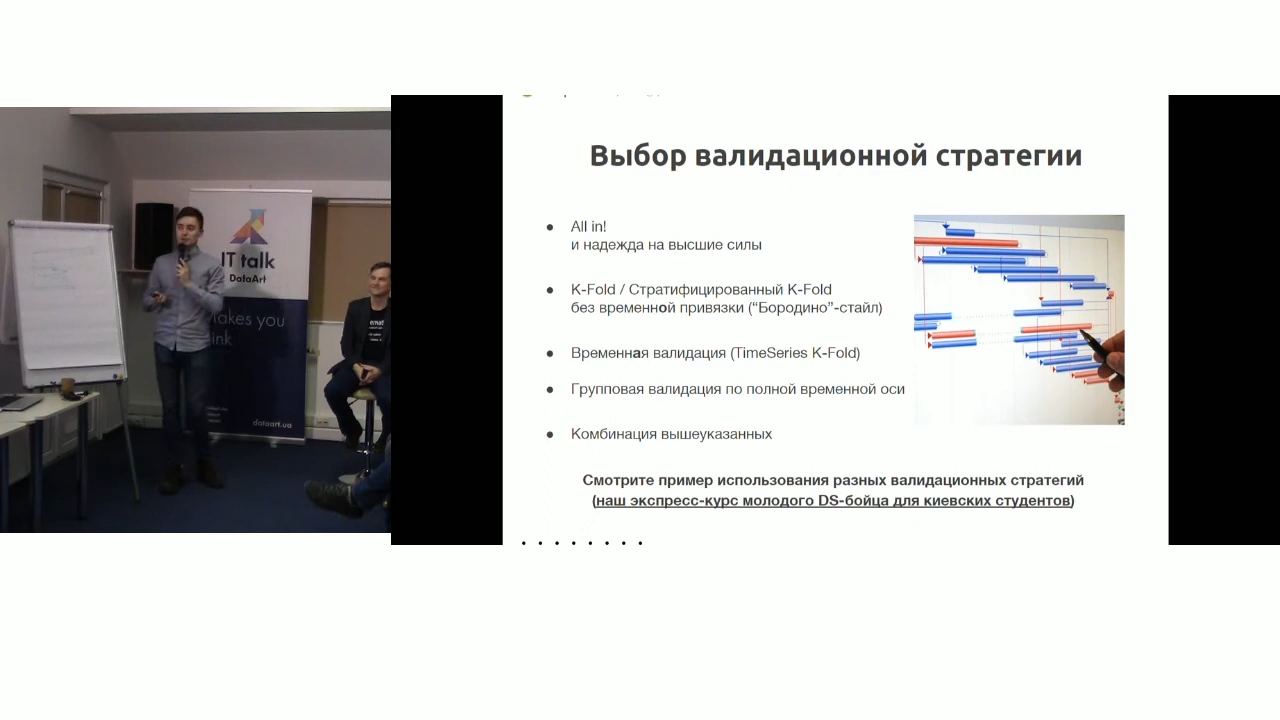 IT talk
DataArt
makes you
dataart.ua
Выбор валидационной стратегии
● All in!
и надежда на высшие силы
● K-Fold / Стратифицированный K-Fold
без временной привязки (“Бородино”-стайл)
● Временная валидация (TimeSeries K-Fold)
● Групповая валидация по полной временной оси
● Комбинация вышеуказанных
Смотрите пример использования разных валидационных стратегий
(наш экспресс-курс молодого DS-бойца для киевских студентов)